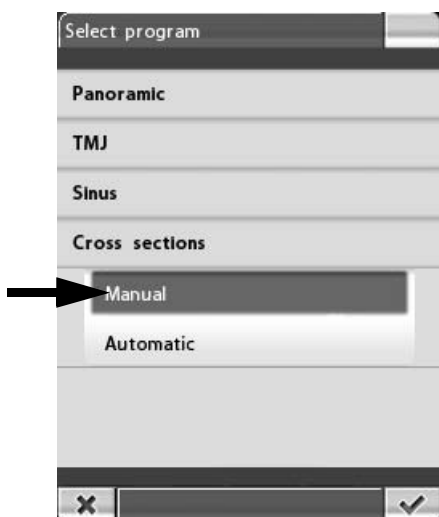 Select program
Panoramic
TMJ
Sinus
Cross sections
Manual
Automatic